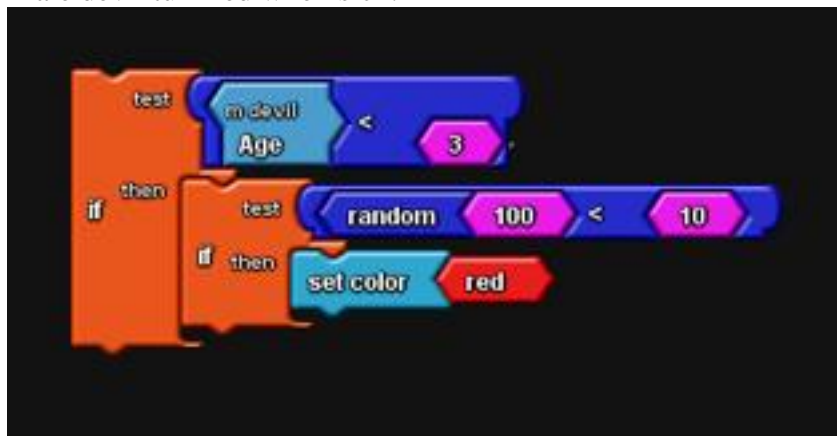 test
m devil
Age
<
3
if
then
test
random
100
<
10
if
then
set color
red